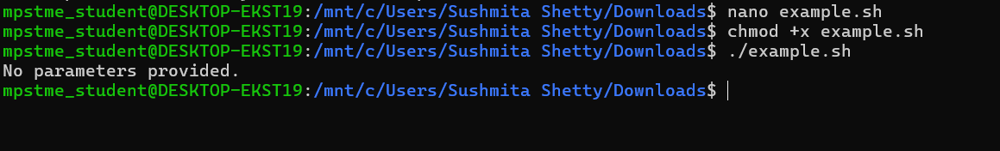 mpstme_student@DESKTOP-EKST19:/mnt/c/Users/Sushmita Shetty/Downloads$ nano example.sh
mpstme_student@DESKTOP-EKST19:/mnt/c/Users/Sushmita Shetty/Downloads$ chmod +x example.sh
mpstme_student@DESKTOP-EKST19:/mnt/c/Users/Sushmita Shetty/Downloads$ ./example.sh
No parameters provided.
mpstme_student@DESKTOP-EKST19:/mnt/c/Users/Sushmita Shetty/Downloads$